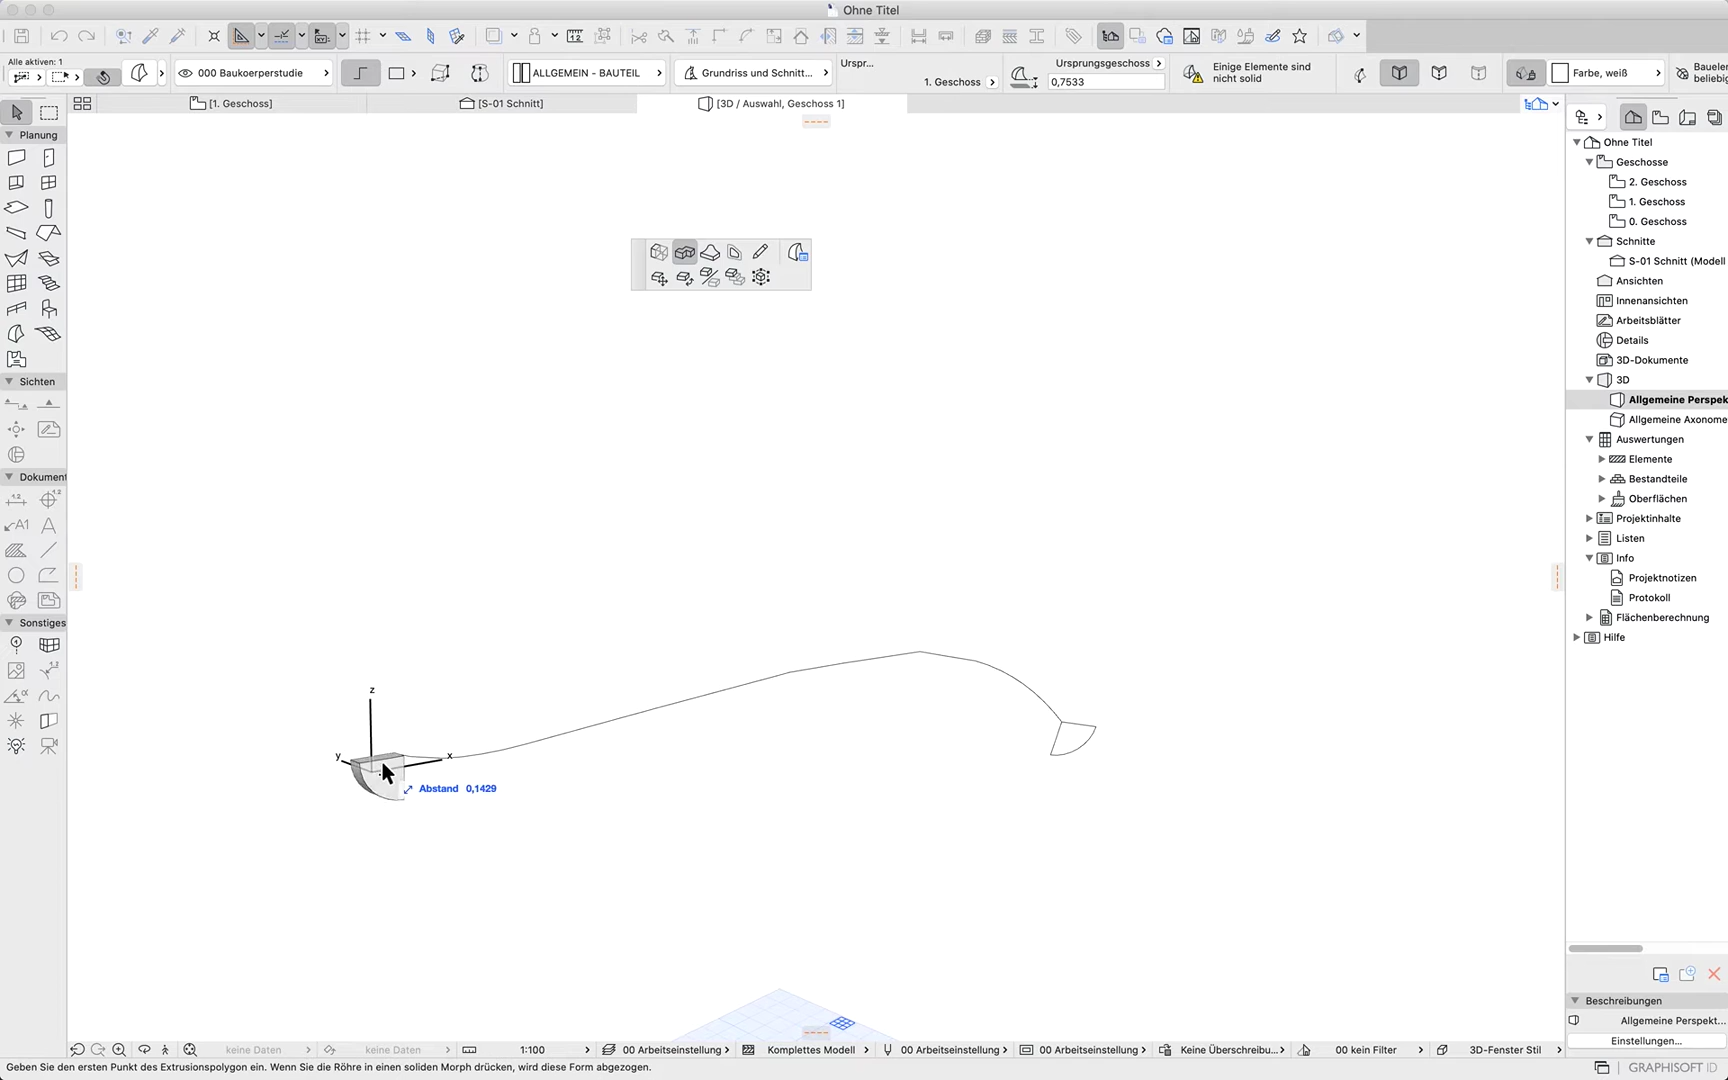 Ohne Titel
Alle aktiven: 1
000 Baukoerperstudie
ALLGEMEIN - BAUTEIL
Grundriss und Schnitt...
Urspr...
1. Geschoss
Ursprungsgeschoss
0,7533
Einige Elemente sind
nicht solid
Farbe, weiß
Bauele
beliebig
[1. Geschoss]
[S-01 Schnitt]
[3D / Auswahl, Geschoss 1]
Planung
Sichten
Dokument
Sonstiges
z
y
x
Abstand 0,1429
Ohne Titel
Geschosse
2. Geschoss
1. Geschoss
0. Geschoss
Schnitte
S-01 Schnitt (Modell
Ansichten
Innenansichten
Arbeitsblätter
Details
3D-Dokumente
3D
Allgemeine Perspek
Allgemeine Axonome
Auswertungen
Elemente
Bestandteile
Oberflächen
Projektinhalte
Listen
Info
Projektnotizen
Protokoll
Flächenberechnung
Hilfe
Beschreibungen
Allgemeine Perspekt...
Einstellungen...
keine Daten
keine Daten
1:100
00 Arbeitseinstellung
Komplettes Modell
00 Arbeitseinstellung
00 Arbeitseinstellung
Keine Überschreibu...
00 kein Filter
3D-Fenster Stil
Geben Sie den ersten Punkt des Extrusionspolygon ein. Wenn Sie die Röhre in einen soliden Morph drücken, wird diese Form abgezogen.
GRAPHISOFT ID